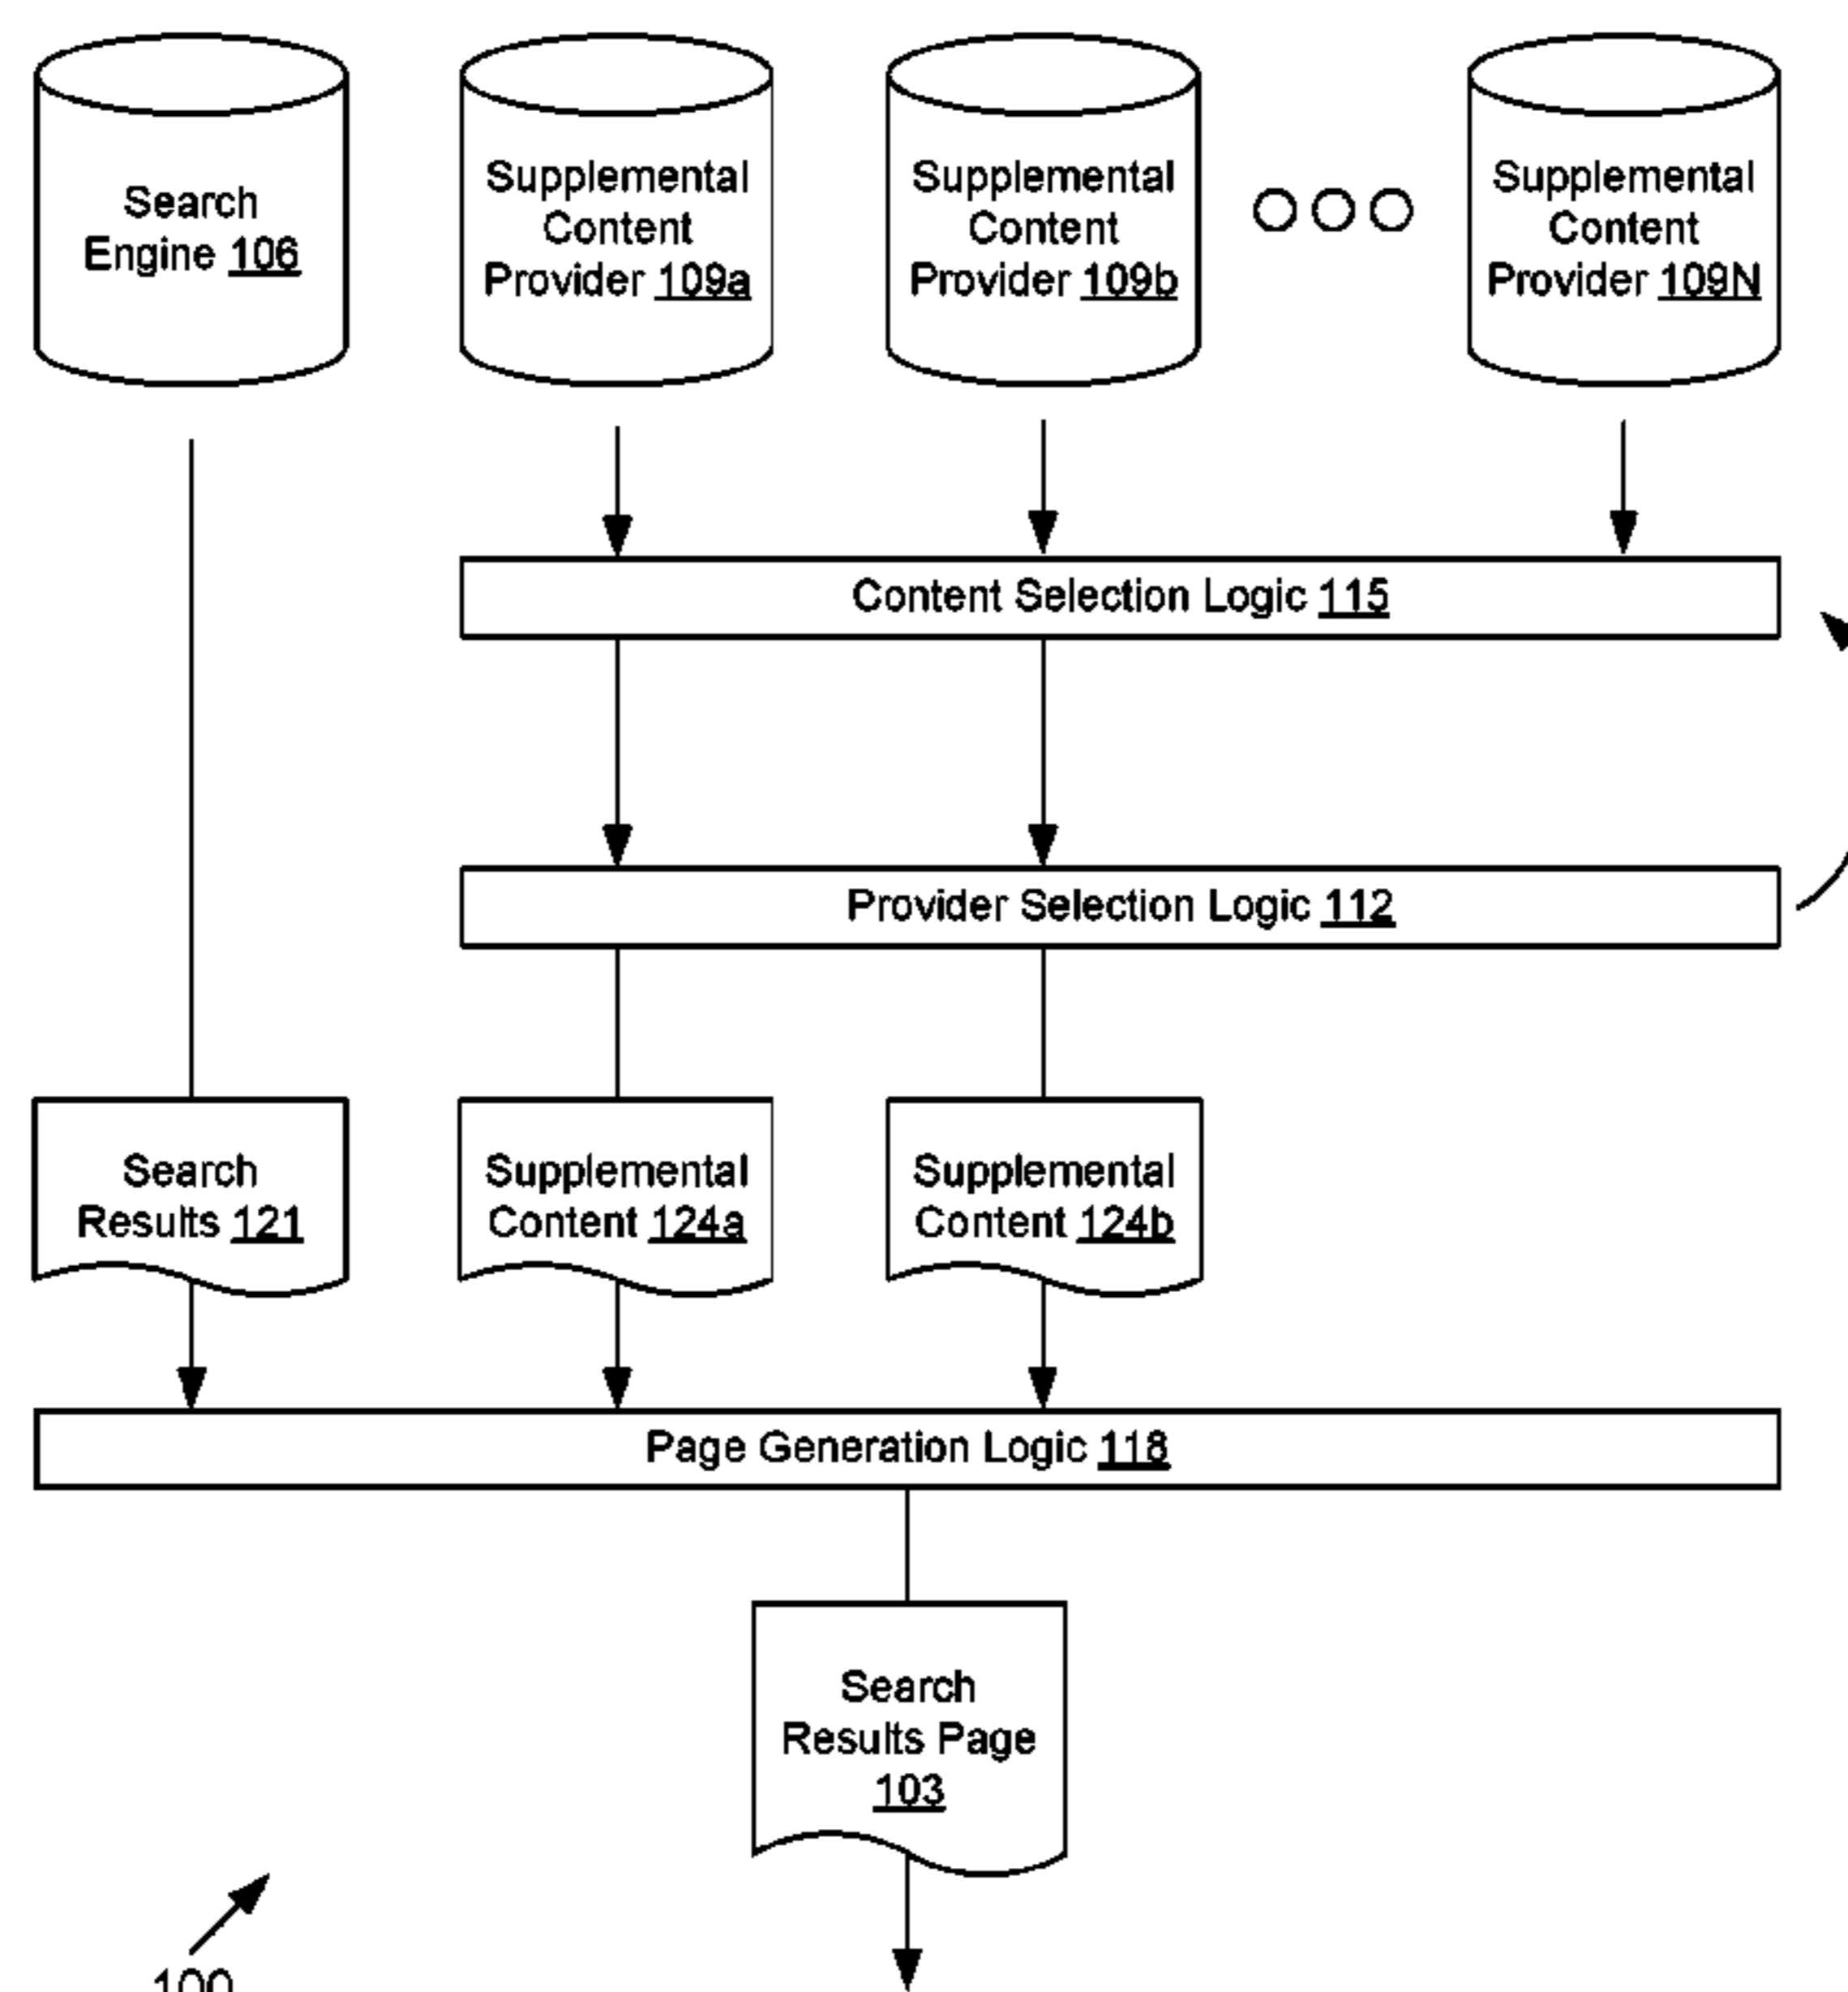 Search
Engine 106
Supplemental
Content
Provider 109a
Supplemental
Content
Provider 109b
Supplemental
Content
Provider 109N
Content Selection Logic 115
Provider Selection Logic 112
Search
Results 121
Supplemental
Content 124a
Supplemental
Content 124b
Page Generation Logic 118
Search
Results Page
103
100